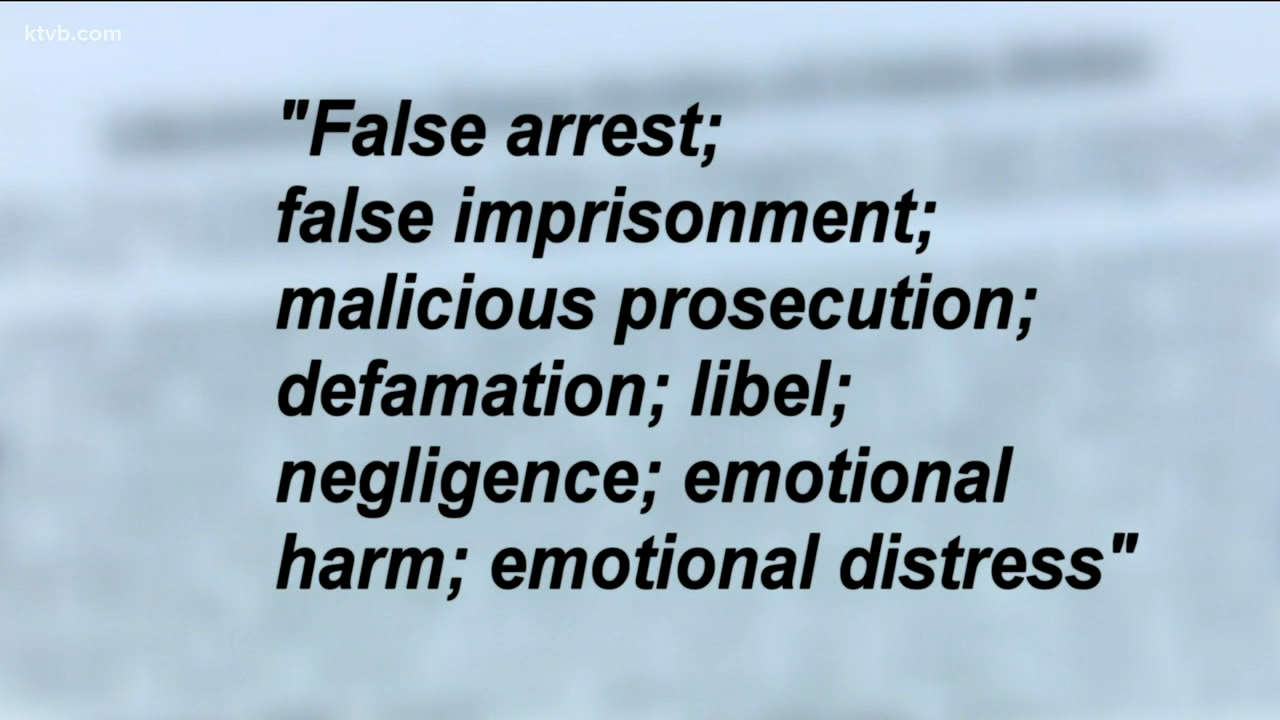 ktvb.com
"False arrest;
false imprisonment;
malicious prosecution;
defamation; libel;
negligence; emotional
harm; emotional distress"